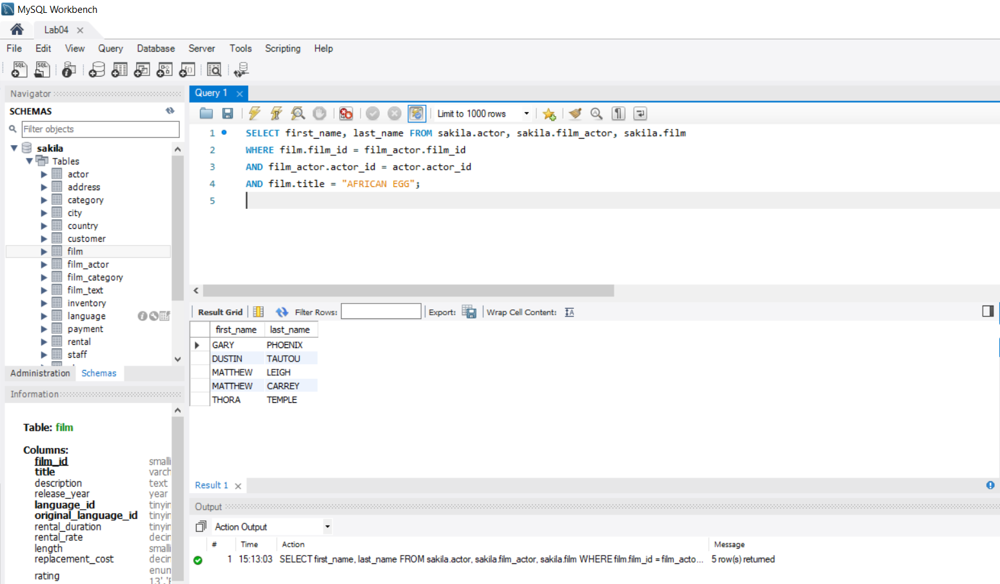 MySQL Workbench
Lab04
File Edit View Query Database Server Tools Scripting Help
Navigator
SCHEMAS
Filter objects
sakila
Tables
actor
address
category
city
country
customer
film
film_actor
film_category
film_text
inventory
language
payment
rental
staff
Administration Schemas
Information
Table: film
Columns:
film_id smalli
title varch
description text
release_year year
language_id tinyin
original_language_id tinyin
rental_duration tinyin
rental_rate decin
length smalli
replacement_cost decin
rating enun
13','F
Query 1
Limit to 1000 rows
1 SELECT first_name, last_name FROM sakila.actor, sakila.film_actor, sakila.film
2 WHERE film.film_id = film_actor.film_id
3 AND film_actor.actor_id = actor.actor_id
4 AND film.title = "AFRICAN EGG";
5
Result Grid Filter Rows: Export: Wrap Cell Content:
first_name last_name
GARY PHOENIX
DUSTIN TAUTOU
MATTHEW LEIGH
MATTHEW CARREY
THORA TEMPLE
Result 1
Output
Action Output
# Time Action Message
1 15:13:03 SELECT first_name, last_name FROM sakila.actor, sakila.film_actor, sakila.film WHERE film.film_id = film_acto... 5 row(s) returned